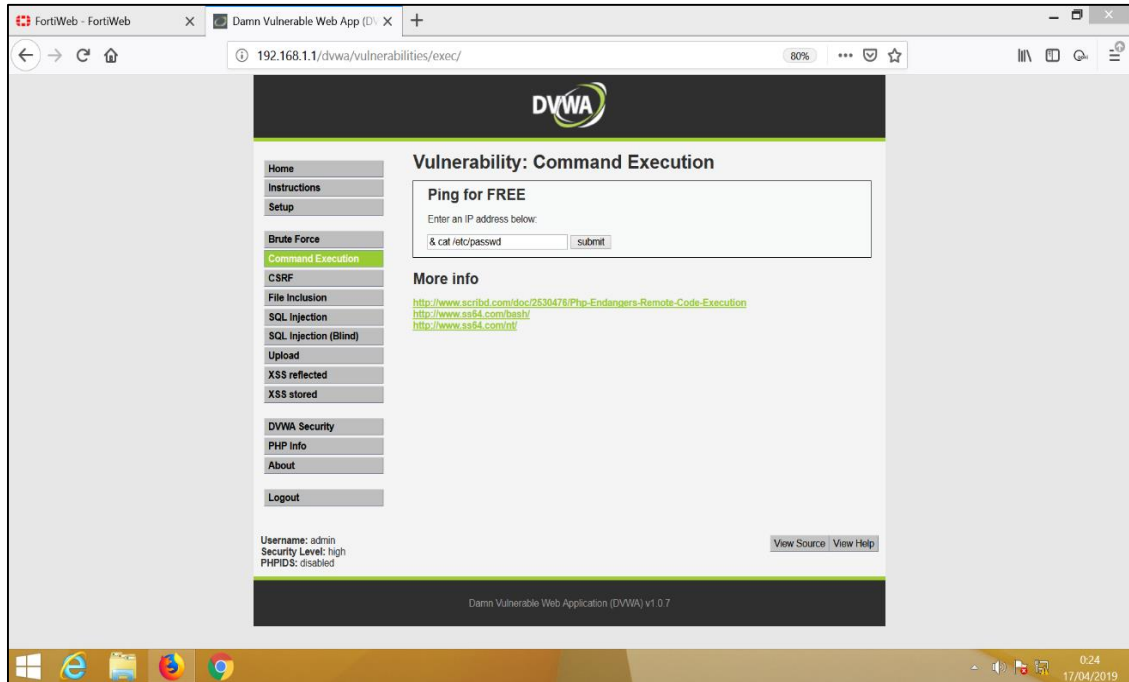 FortiWeb - FortiWeb
Damn Vulnerable Web App (D
192.168.1.1/dvwa/vulnerabilities/exec/
80%
DVWA
Home
Instructions
Setup
Brute Force
Command Execution
CSRF
File Inclusion
SQL Injection
SQL Injection (Blind)
Upload
XSS reflected
XSS stored
DVWA Security
PHP Info
About
Logout
Vulnerability: Command Execution
Ping for FREE
Enter an IP address below:
& cat /etc/passwd submit
More info
http://www.scribd.com/doc/2530476/Php-Endangers-Remote-Code-Execution
http://www.ss64.com/bash/
http://www.ss64.com/nt/
Username: admin
Security Level: high
PHPIDS: disabled
View Source View Help
Damn Vulnerable Web Application (DVWA) v1.0.7
0:24
17/04/2019